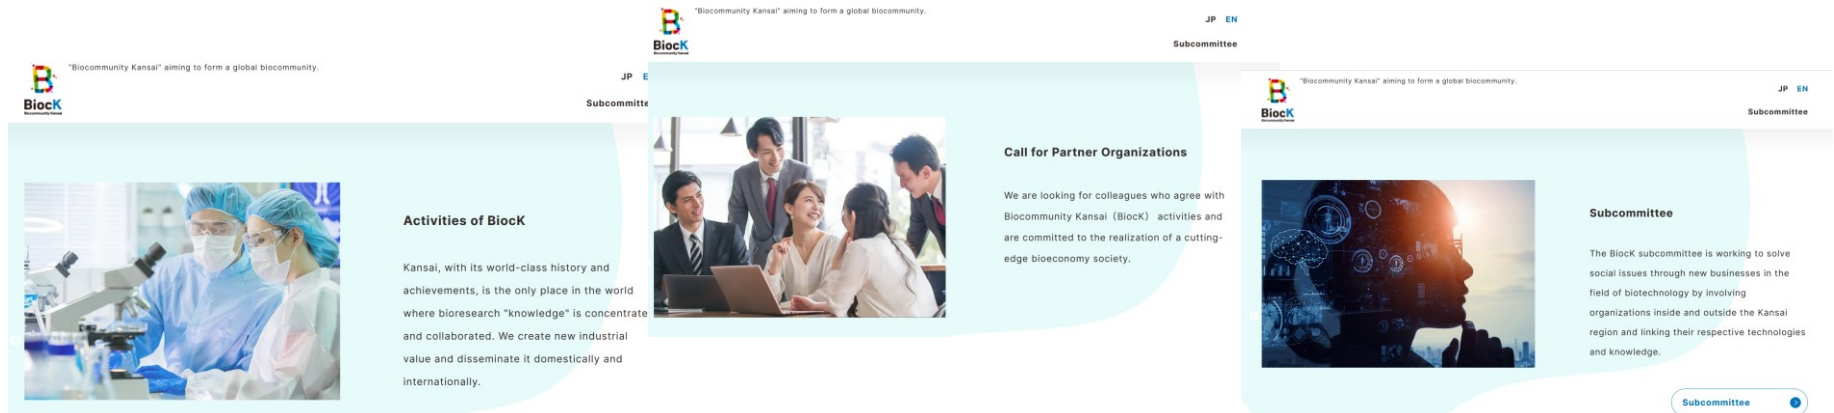 "Biocommunity Kansai" aiming to form a global biocommunity.
BiocK
Biocommunity Kansai
JP E
Subcommitte
Activities of BiocK
Kansai, with its world-class history and
achievements, is the only place in the world
where bioresearch "knowledge" is concentrate
and collaborated. We create new industrial
value and disseminate it domestically and
internationally.
"Biocommunity Kansai" aiming to form a global biocommunity.
BiocK
Biocommunity Kansai
JP EN
Subcommittee
Call for Partner Organizations
We are looking for colleagues who agree with
Biocommunity Kansai（BiocK） activities and
are committed to the realization of a cutting-
edge bioeconomy society.
"Biocommunity Kansai" aiming to form a global biocommunity.
BiocK
Biocommunity Kansai
JP EN
Subcommittee
Subcommittee
The BiocK subcommittee is working to solve
social issues through new businesses in the
field of biotechnology by involving
organizations inside and outside the Kansai
region and linking their respective technologies
and knowledge.
Subcommittee